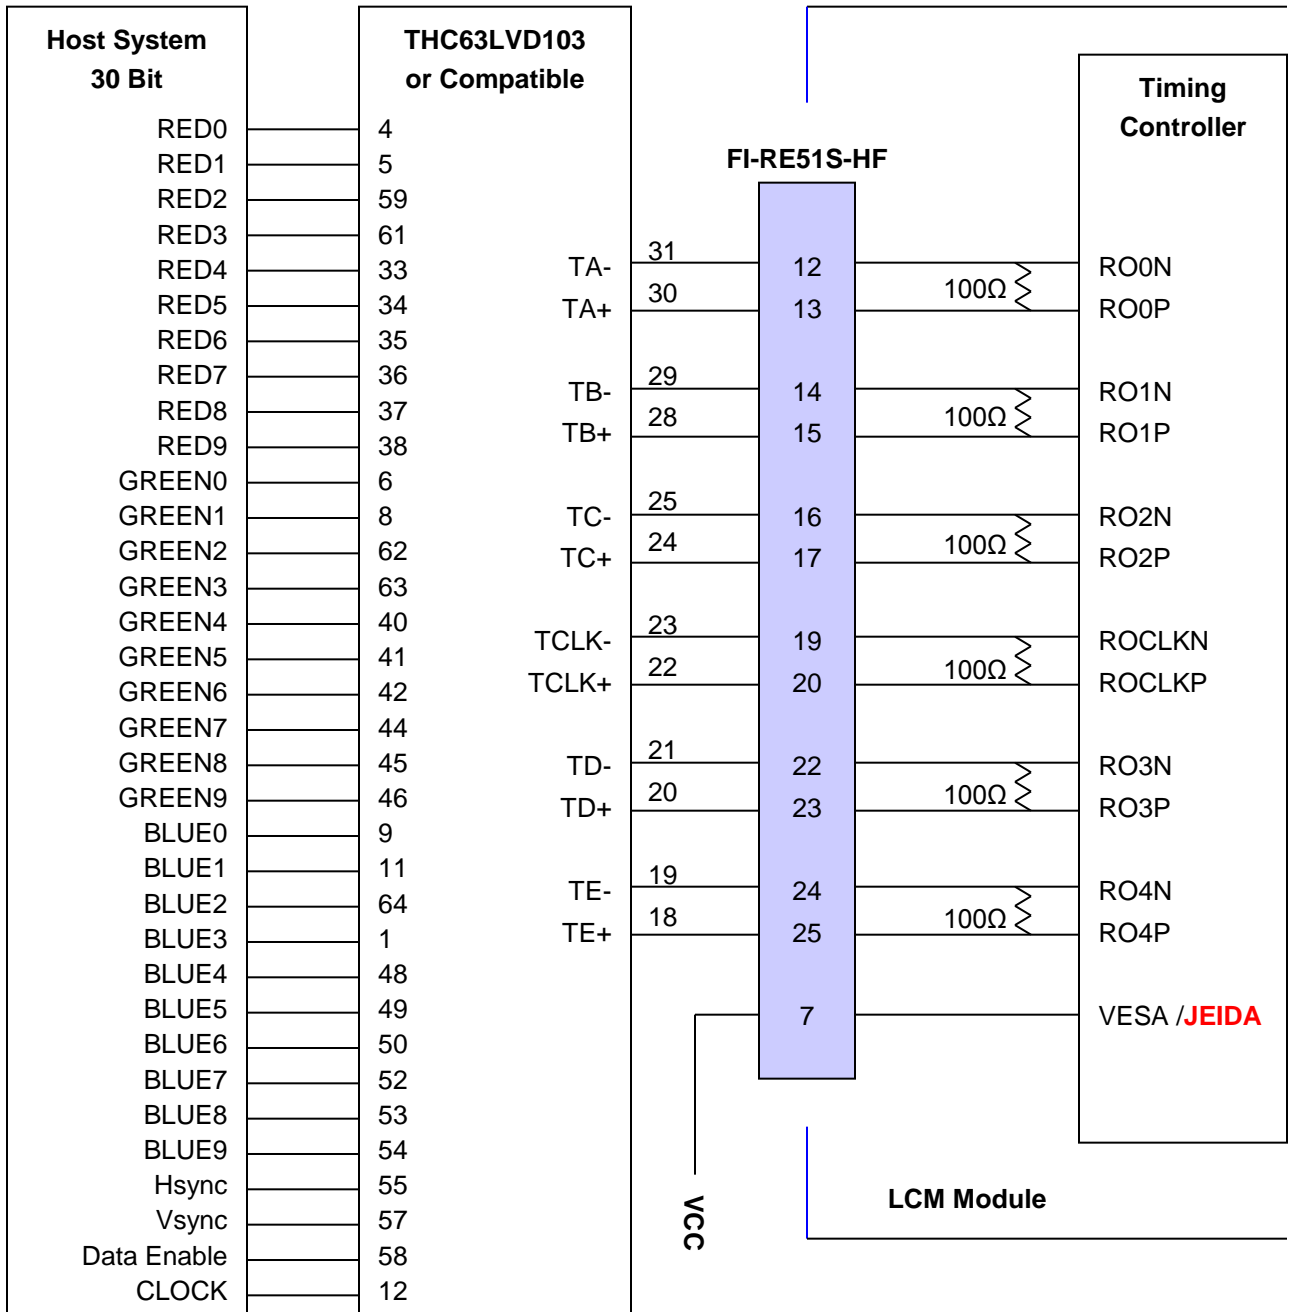 Host System
30 Bit
RED0
RED1
RED2
RED3
RED4
RED5
RED6
RED7
RED8
RED9
GREEN0
GREEN1
GREEN2
GREEN3
GREEN4
GREEN5
GREEN6
GREEN7
GREEN8
GREEN9
BLUE0
BLUE1
BLUE2
BLUE3
BLUE4
BLUE5
BLUE6
BLUE7
BLUE8
BLUE9
Hsync
Vsync
Data Enable
CLOCK
THC63LVD103
or Compatible
4
5
59
61
33
34
35
36
37
38
6
8
62
63
40
41
42
44
45
46
9
11
64
1
48
49
50
52
53
54
55
57
58
12
TA-
TA+
TB-
TB+
TC-
TC+
TCLK-
TCLK+
TD-
TD+
TE-
TE+
31
30
29
28
25
24
23
22
21
20
19
18
VCC
FI-RE51S-HF
12
13
14
15
16
17
19
20
22
23
24
25
7
100Ω
100Ω
100Ω
100Ω
100Ω
100Ω
Timing
Controller
RO0N
RO0P
RO1N
RO1P
RO2N
RO2P
ROCLKN
ROCLKP
RO3N
RO3P
RO4N
RO4P
VESA /JEIDA
LCM Module